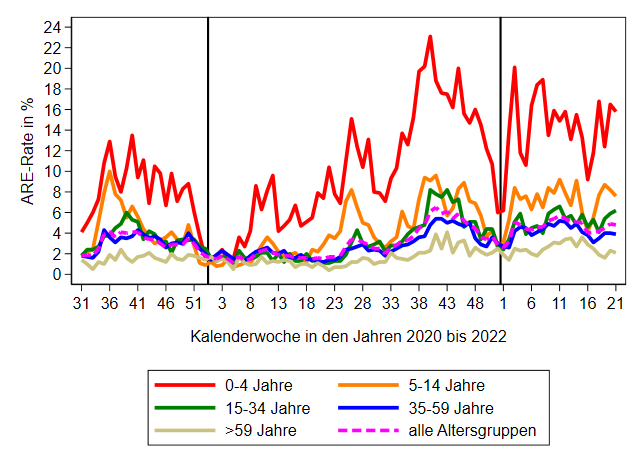 24
22
20
18
16
14
12
10
8
6
4
2
0
ARE-Rate in %
31 36 41 46 51 3 8 13 18 23 28 33 38 43 48 1 6 11 16 21
Kalenderwoche in den Jahren 2020 bis 2022
0-4 Jahre 5-14 Jahre
15-34 Jahre 35-59 Jahre
>59 Jahre alle Altersgruppen